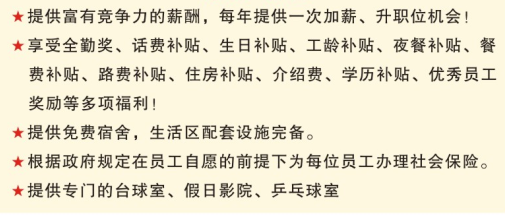 ★提供富有竞争力的薪酬，每年提供一次加薪、升职位机会!
★享受全勤奖、话费补贴、生日补贴、工龄补贴、夜餐补贴、餐
费补贴、路费补贴、住房补贴、介绍费、学历补贴、优秀员工
奖励等多项福利!
★提供免费宿舍，生活区配套设施完备。
★根据政府规定在员工自愿的前提下为每位员工办理社会保险。
★提供专门的台球室、假日影院、乒乓球室